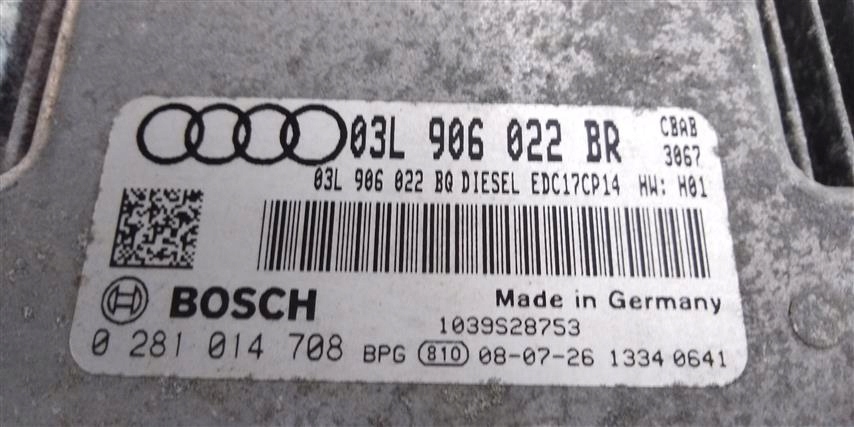 03L 906 022 BR CBAB
3067
03L 906 022 BQ DIESEL EDC17CP14 HW: H01
BOSCH
Made in Germany
1039S28753
0 281 014 708 BPG 810 08-07-26 1334 0641